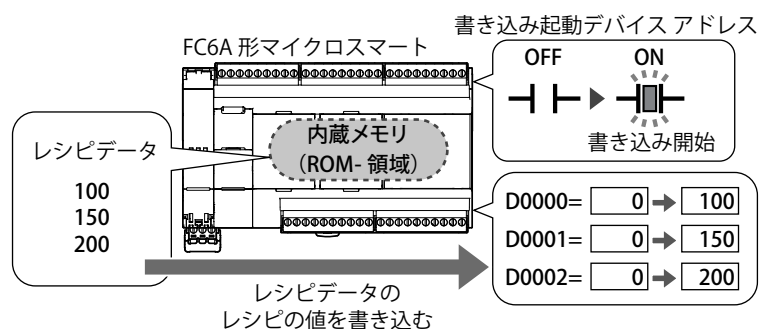 書き込み起動デバイス アドレス
FC6A 形マイクロスマート
OFF
ON
書き込み開始
内蔵メモリ
（ROM- 領域）
レシピデータ
100
150
200
D0000= 0 100
D0001= 0 150
D0002= 0 200
レシピデータの
レシピの値を書き込む